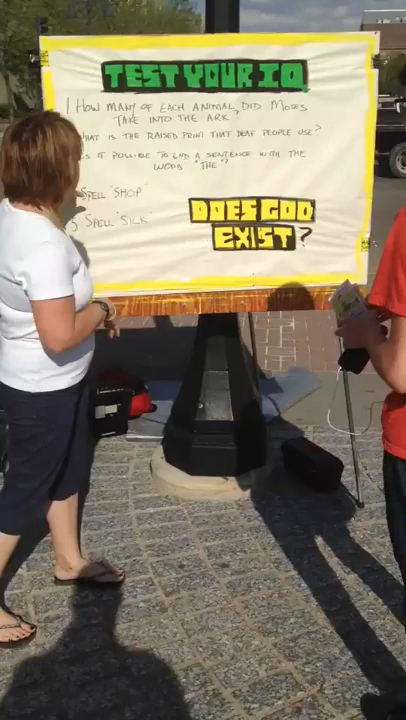 TEST YOUR IQ
1. HOW MANY OF EACH ANIMAL DID MOSES
TAKE INTO THE ARK?
WHAT IS THE RAISED PRINT THAT DEAF PEOPLE USE?
IS IT POSSIBLE TO END A SENTENCE WITH THE
WORD "THE"?
SPELL "SHOP"
5 SPELL "SILK"
DOES GOD
EXIST?